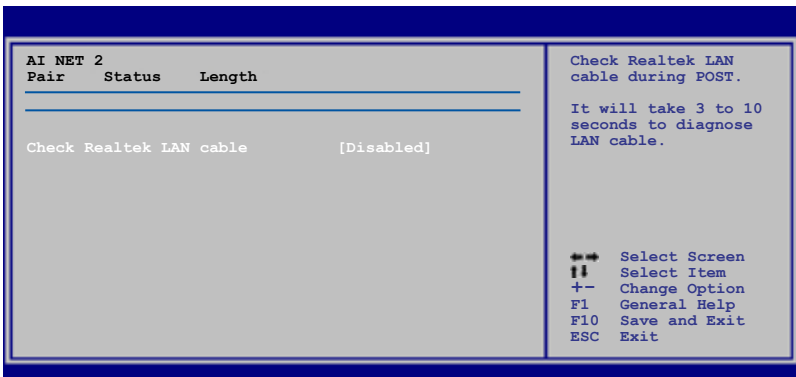 AI NET 2
Pair Status Length
Check Realtek LAN cable [Disabled]
Check Realtek LAN
cable during POST.
It will take 3 to 10
seconds to diagnose
LAN cable.
Select Screen
Select Item
+- Change Option
F1 General Help
F10 Save and Exit
ESC Exit